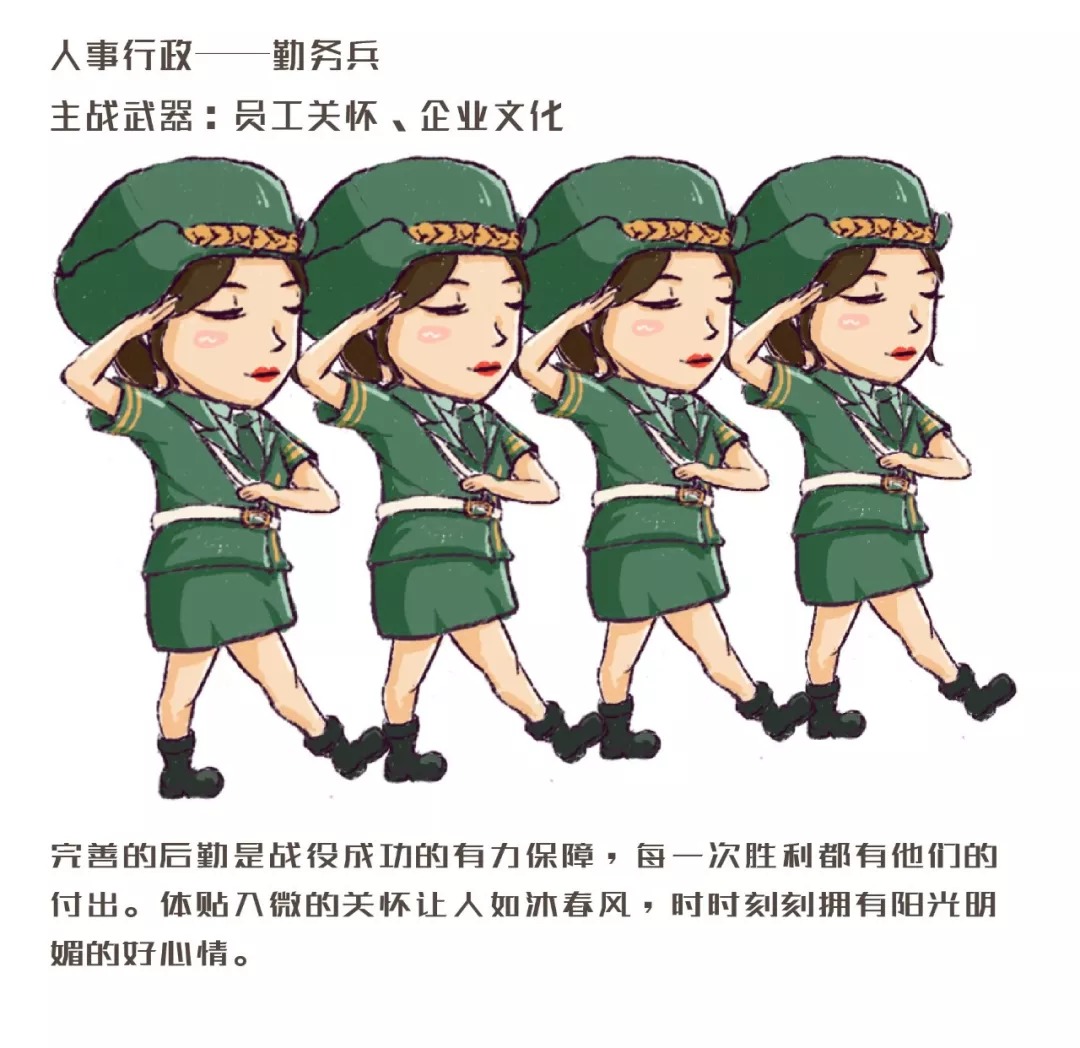 人事行政——勤务兵
主战武器：员工关怀、企业文化
完善的后勤是战役成功的有力保障，每一次胜利都有他们的
付出。体贴入微的关怀让人如沐春风，时时刻刻拥有阳光明
媚的好心情。